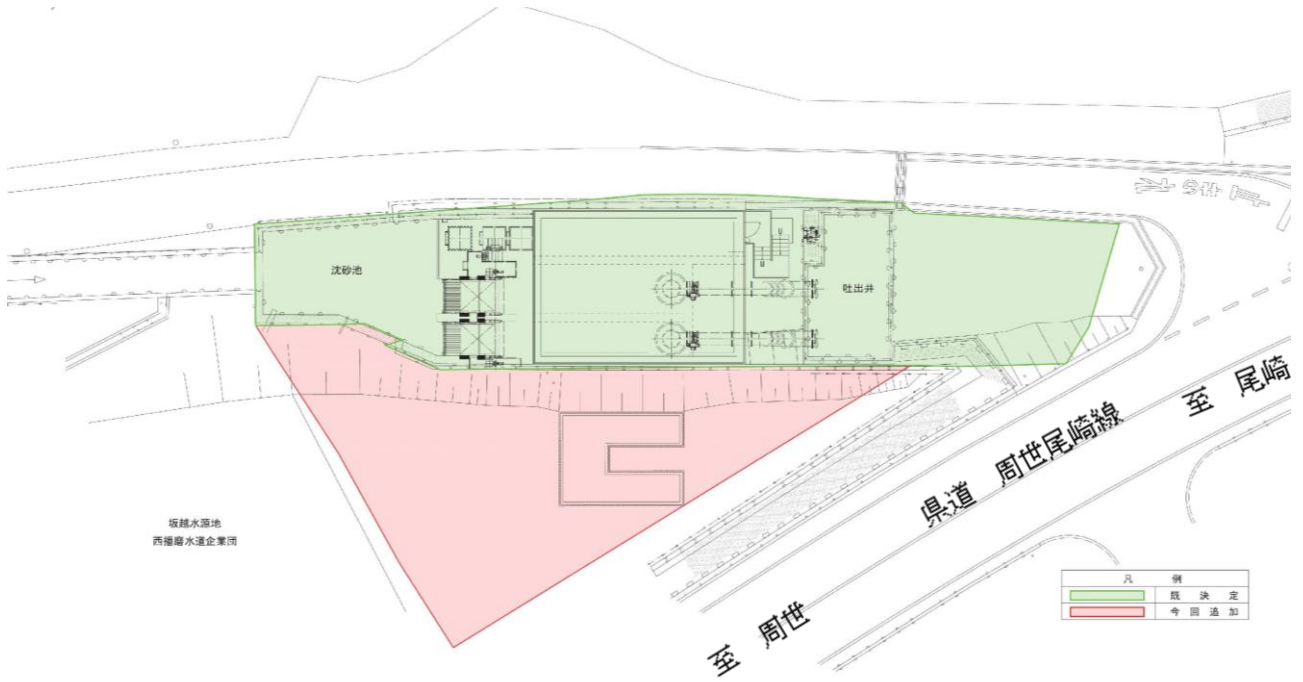 沈砂池
吐出井
県道 周世尾崎線
至 尾崎
至 周世
坂越水源地
西播磨水道企業団
凡 例
既 決 定
今 回 追 加